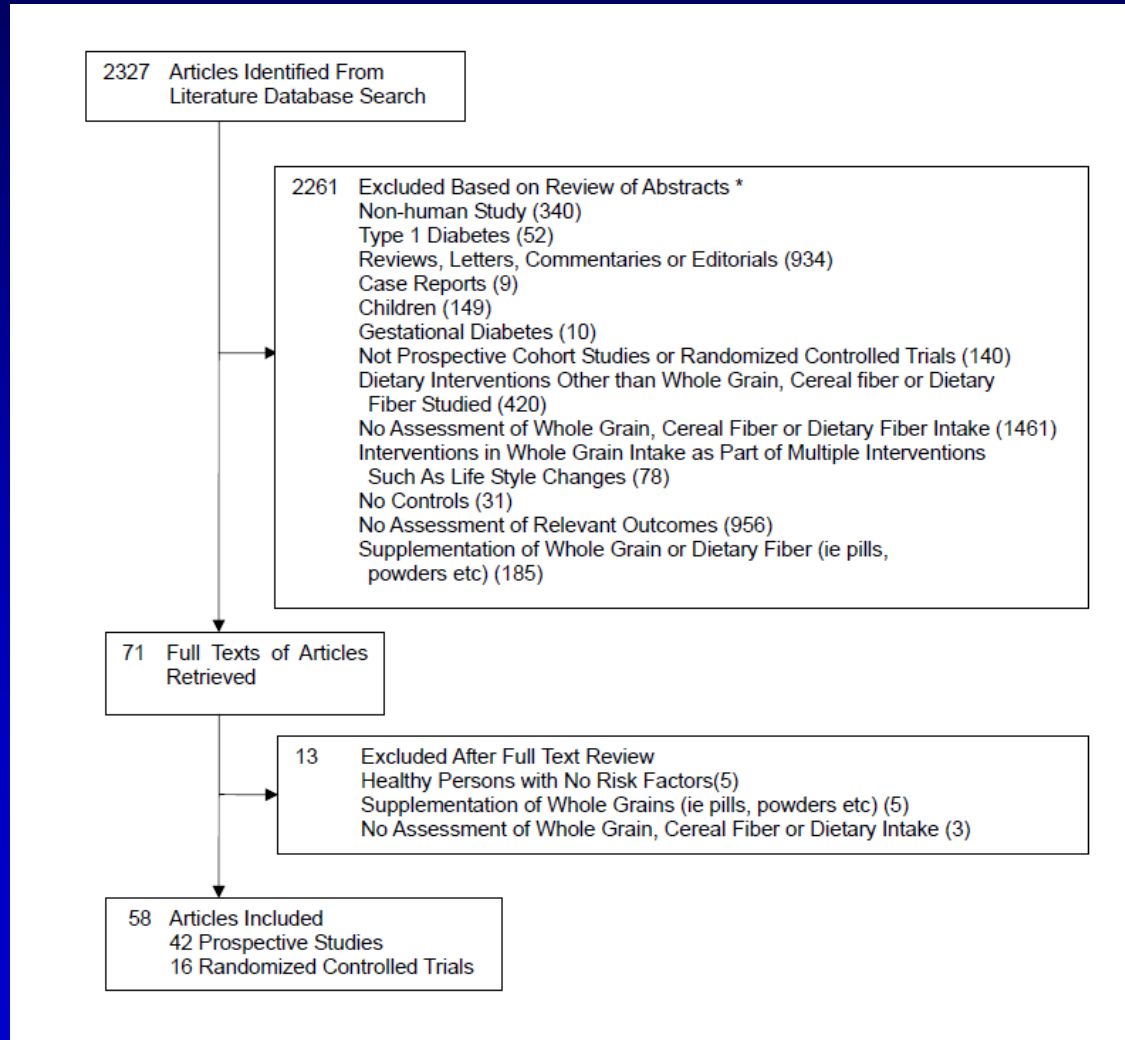 2327 Articles Identified From
Literature Database Search
2261 Excluded Based on Review of Abstracts *
Non-human Study (340)
Type 1 Diabetes (52)
Reviews, Letters, Commentaries or Editorials (934)
Case Reports (9)
Children (149)
Gestational Diabetes (10)
Not Prospective Cohort Studies or Randomized Controlled Trials (140)
Dietary Interventions Other than Whole Grain, Cereal fiber or Dietary
Fiber Studied (420)
No Assessment of Whole Grain, Cereal Fiber or Dietary Fiber Intake (1461)
Interventions in Whole Grain Intake as Part of Multiple Interventions
Such As Life Style Changes (78)
No Controls (31)
No Assessment of Relevant Outcomes (956)
Supplementation of Whole Grain or Dietary Fiber (ie pills,
powders etc) (185)
71 Full Texts of Articles
Retrieved
13 Excluded After Full Text Review
Healthy Persons with No Risk Factors(5)
Supplementation of Whole Grains (ie pills, powders etc) (5)
No Assessment of Whole Grain, Cereal Fiber or Dietary Intake (3)
58 Articles Included
42 Prospective Studies
16 Randomized Controlled Trials